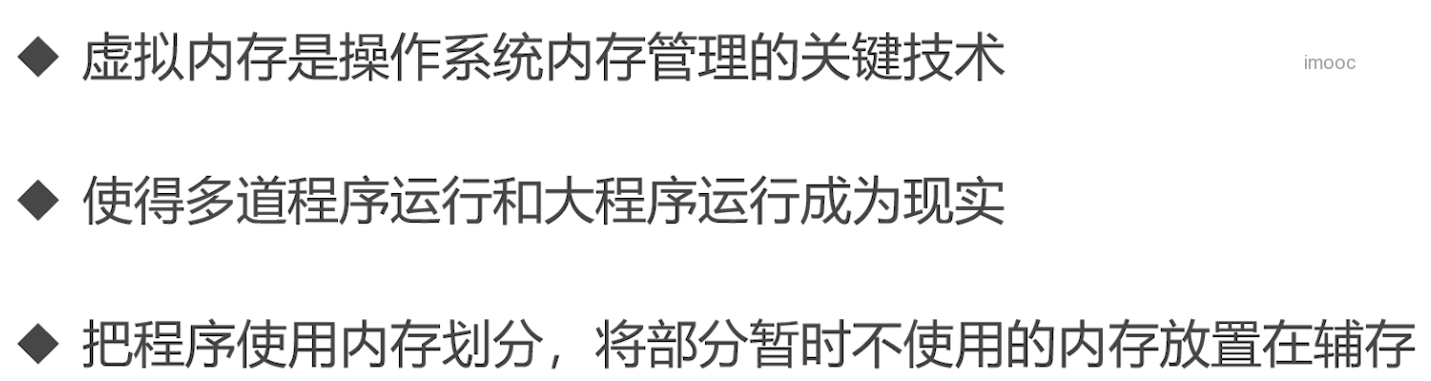 ◆ 虚拟内存是操作系统内存管理的关键技术
imooc
◆ 使得多道程序运行和大程序运行成为现实
◆ 把程序使用内存划分，将部分暂时不使用的内存放置在辅存